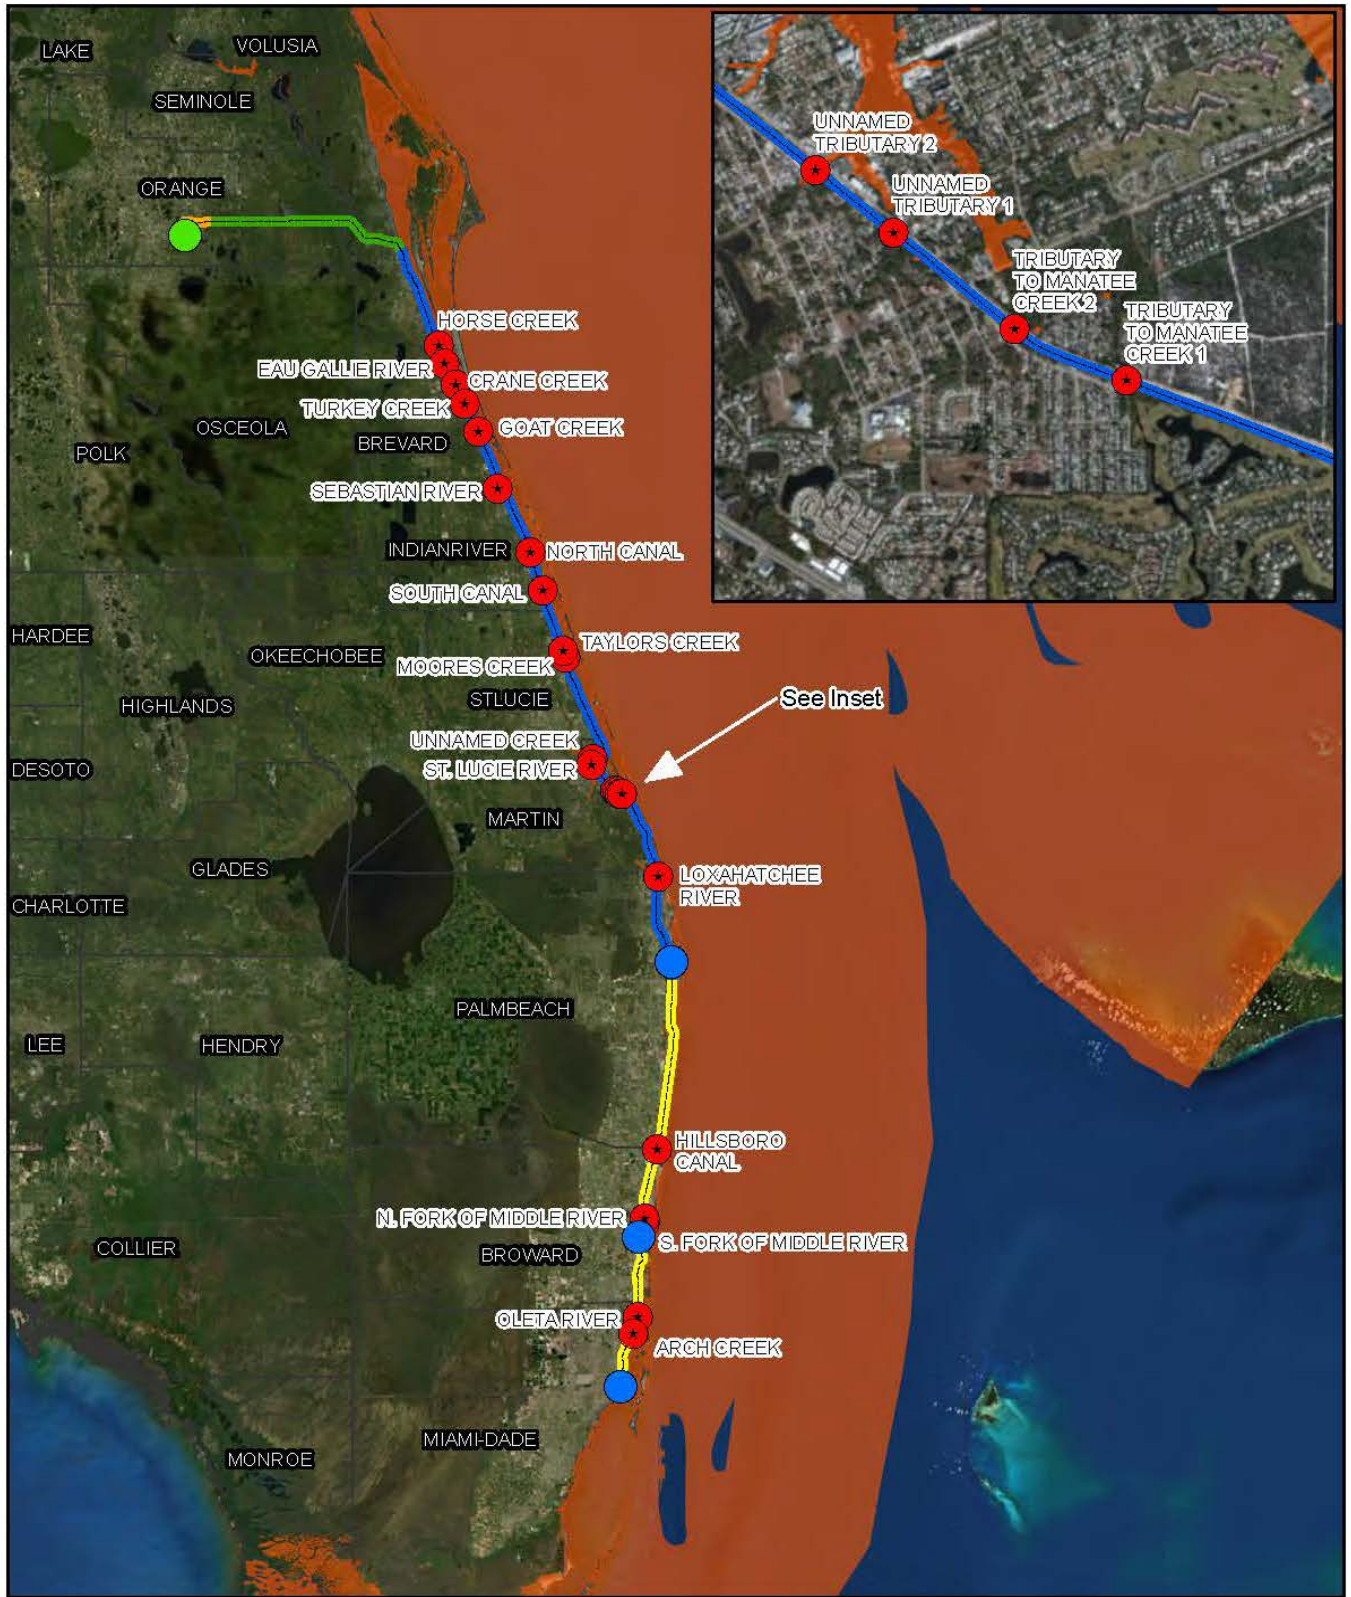 LAKE
VOLUSIA
SEMINOLE
ORANGE
UNNAMED
TRIBUTARY 2
UNNAMED
TRIBUTARY 1
TRIBUTARY
TO MANATEE
CREEK 2
TRIBUTARY
TO MANATEE
CREEK 1
HORSE CREEK
EAU GALLIE RIVER
CRANE CREEK
TURKEY CREEK
OSCEOLA
GOAT CREEK
BREVARD
POLK
SEBASTIAN RIVER
INDIANRIVER
NORTH CANAL
SOUTH CANAL
HARDEE
OKEECHOBEE
TAYLORS CREEK
MOORES CREEK
STLUCIE
See Inset
HIGHLANDS
UNNAMED CREEK
DESOTO
ST. LUCIE RIVER
MARTIN
GLADES
LOXAHATCHEE
RIVER
CHARLOTTE
PALMBEACH
LEE
HENDRY
HILLSBORO
CANAL
N. FORK OF MIDDLE RIVER
S. FORK OF MIDDLE RIVER
COLLIER
BROWARD
OLETA RIVER
ARCH CREEK
MIAMI-DADE
MONROE